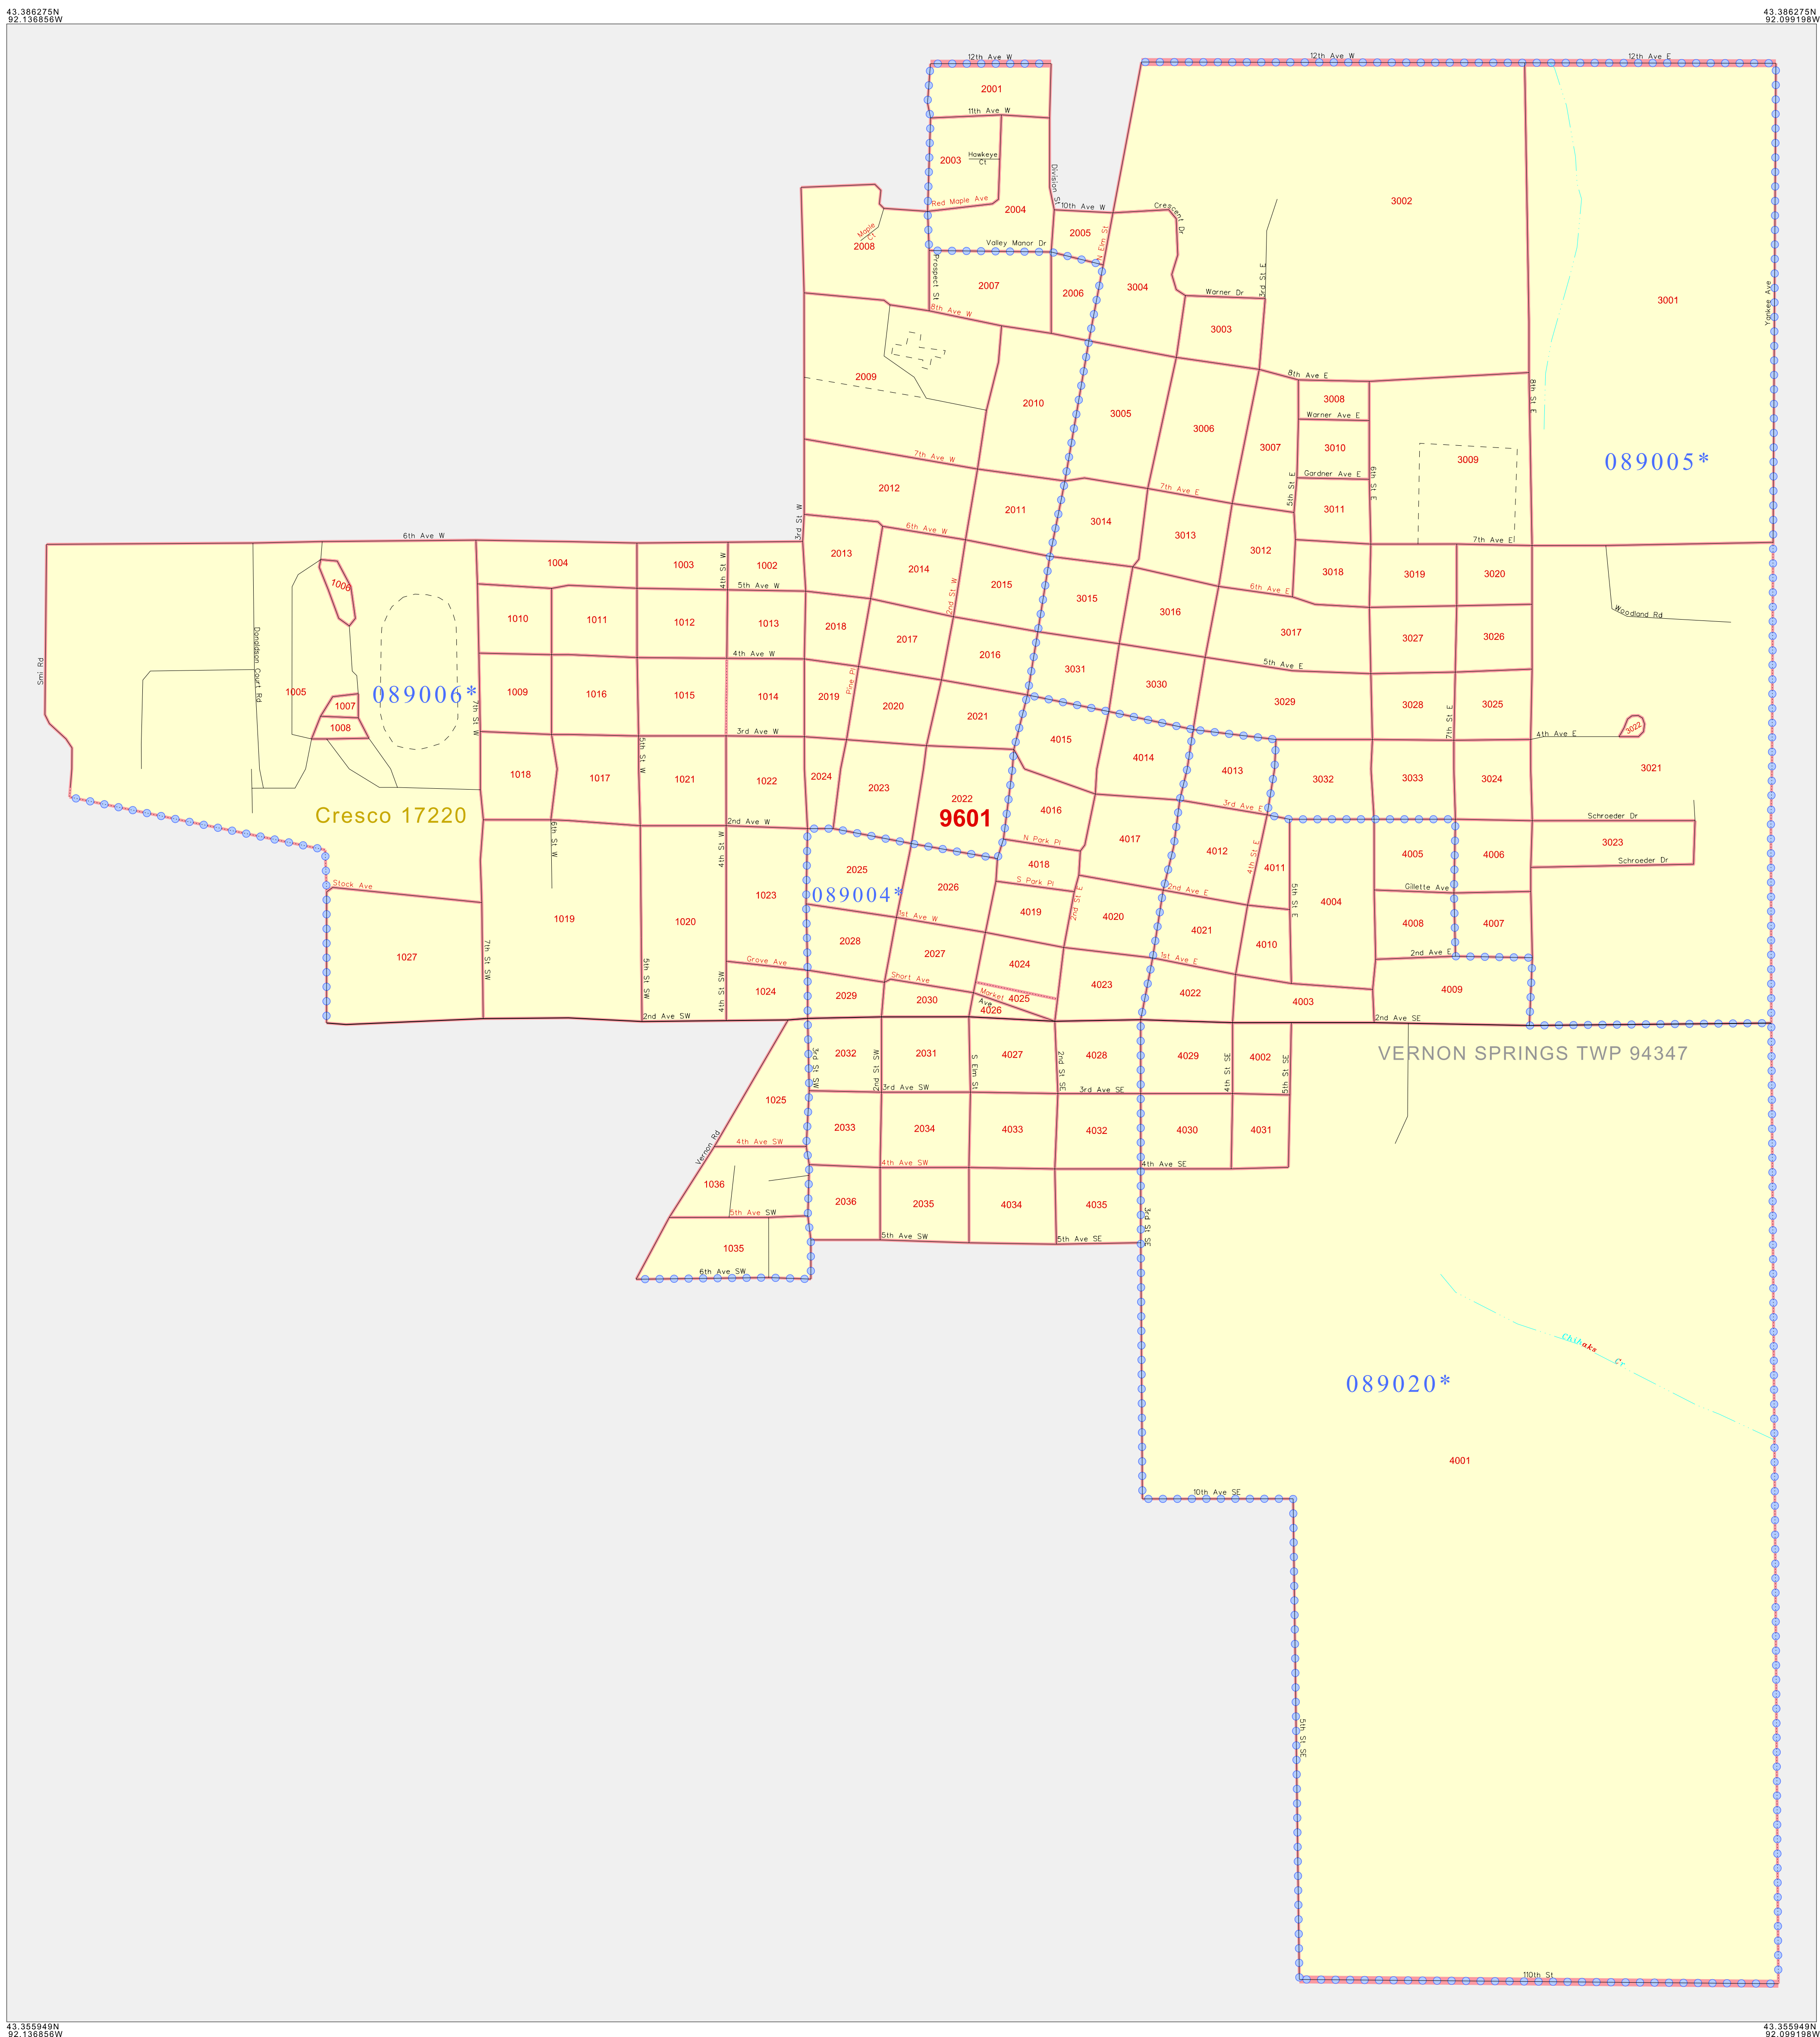 43.386275N
92.136856W
43.386275N
92.099198W
12th Ave W
12th Ave W
12th Ave E
2001
11th Ave W
2003
Hawkeye
Ct
Division St
3002
Red Maple Ave
2004
10th Ave W
Crescent Dr
Maple
Ct
2008
2005
N Elm St
Valley Manor Dr
Prospect St
2007
2006
3004
3rd St E
Warner Dr
3001
Yankee Ave
8th Ave W
3003
2009
8th Ave E
8th St E
2010
3005
3008
Warner Ave E
3006
3007
3010
3009
089005*
7th Ave W
Gardner Ave E
5th St E
6th St E
2012
7th Ave E
2011
3014
3011
3rd St W
6th Ave W
6th Ave W
3013
7th Ave E
1004
1003
4th St W
1002
2013
2014
3012
1006
5th Ave W
2015
2nd St W
3018
3019
3020
6th Ave E
3015
3016
Woodland Rd
1010
1011
1012
1013
2018
2017
3017
3027
3026
Smi Rd
Donaldson Court Rd
4th Ave W
2016
5th Ave E
1005
089006*
1009
1016
1015
1014
2019
Pine Pl
3031
3030
1007
7th St W
2020
3029
3028
7th St E
3025
1008
2021
3rd Ave W
4015
4th Ave E
3022
5th St W
4014
4013
1018
1017
1021
1022
2024
2023
3032
3033
3024
3021
2022
9601
4016
3rd Ave E
Cresco 17220
2nd Ave W
Schroeder Dr
6th St W
4th St W
N Park Pl
4017
4012
4th St E
3023
4018
4011
4005
4006
Schroeder Dr
2025
2026
S Park Pl
2nd St E
2nd Ave E
5th St E
Gillette Ave
Stock Ave
089004*
1023
4004
1019
1020
1st Ave W
4019
4020
4021
4008
4007
2028
2027
4010
2nd Ave E
7th St SW
1027
Grove Ave
Short Ave
4024
1st Ave E
5th St SW
4th St SW
1024
2029
2030
Market
Ave
4025
4026
4023
4022
4003
4009
2nd Ave SW
2nd Ave SE
3rd St SW
2032
2nd St SW
2031
S Elm St
4027
2nd St SE
4028
4029
4th St SE
4002
5th St SE
VERNON SPRINGS TWP 94347
3rd Ave SW
3rd Ave SE
1025
2033
2034
4033
4032
4030
4031
Vernon Rd
4th Ave SW
4th Ave SW
4th Ave SE
1036
2036
2035
4034
4035
5th Ave SW
3rd St SE
5th Ave SW
5th Ave SE
1035
6th Ave SW
Chihaks Cr
089020*
4001
10th Ave SE
5th St SE
110th St
43.355949N
92.136856W
43.355949N
92.099198W